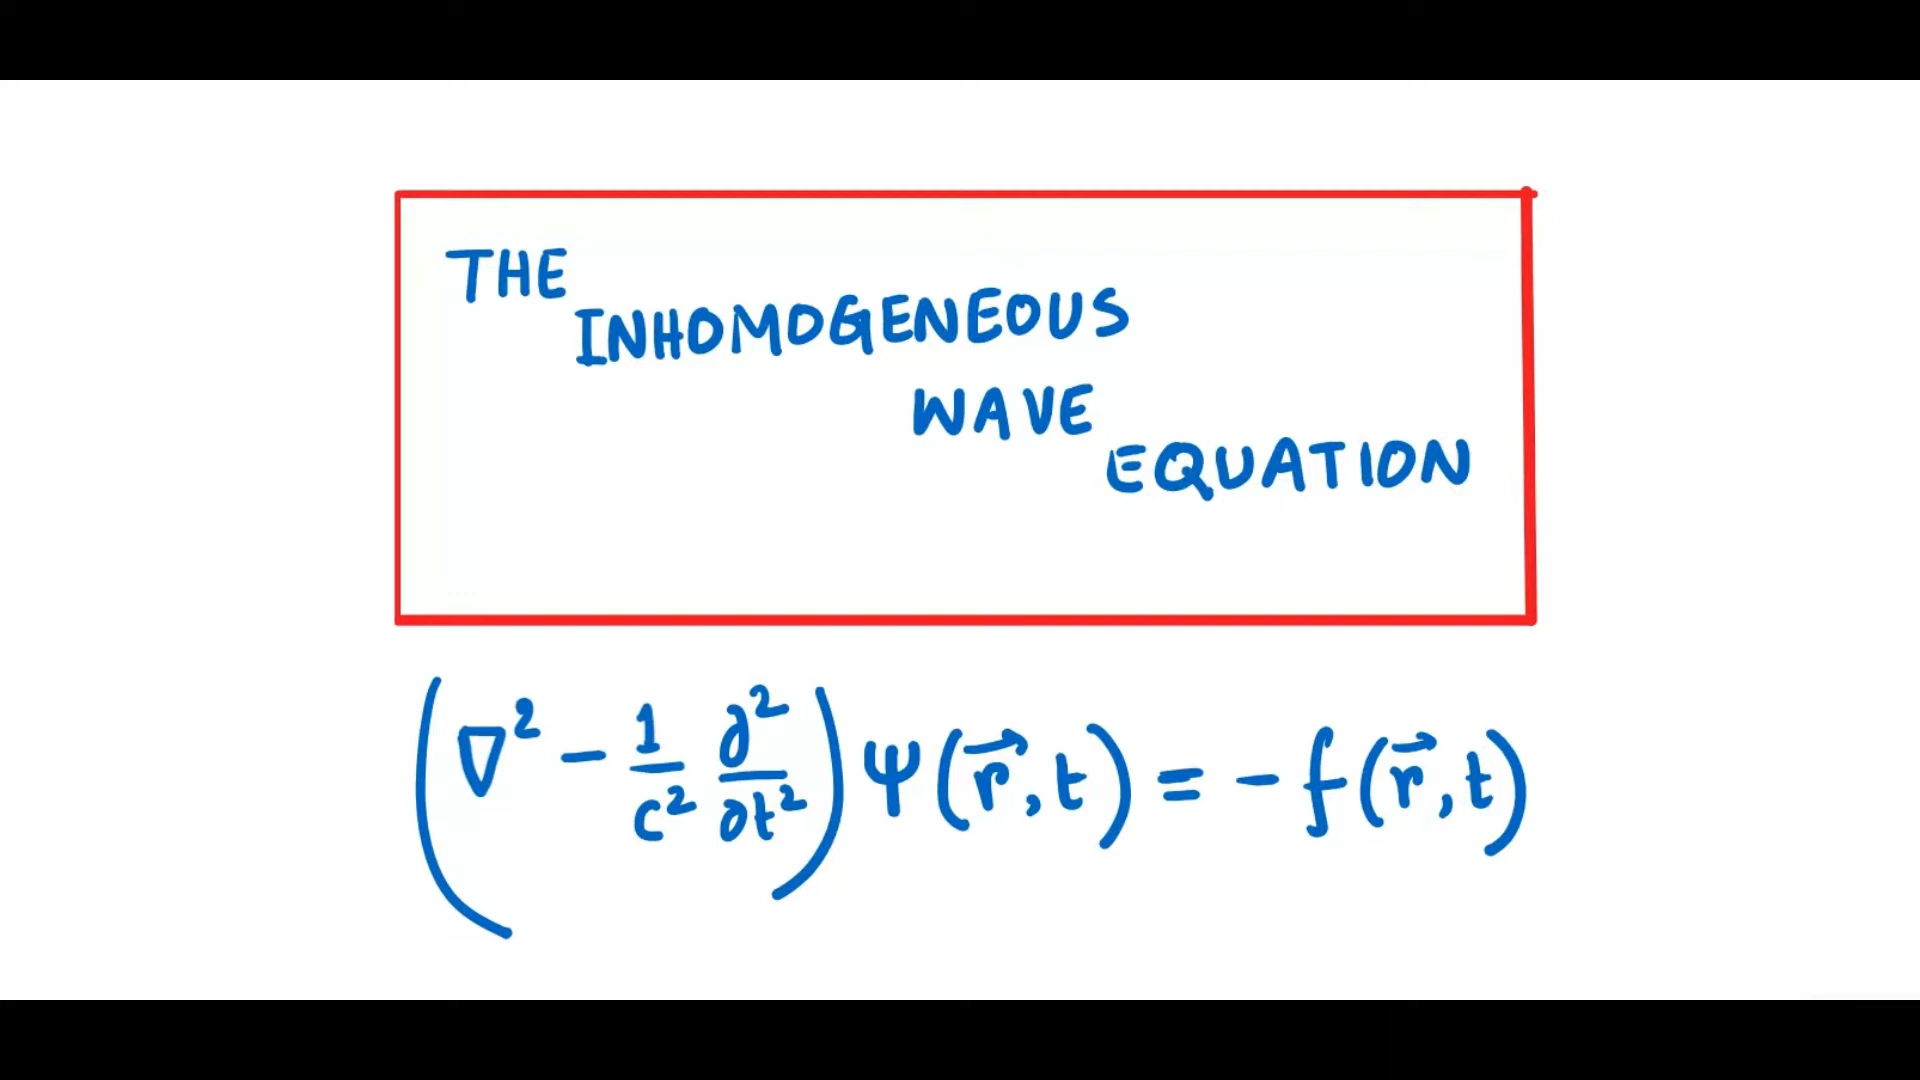 THE
INHOMOGENEOUS
WAVE
EQUATION
(∇² - 1/c² ∂²/∂t²) Ψ(r⃗,t) = -f(r⃗,t)